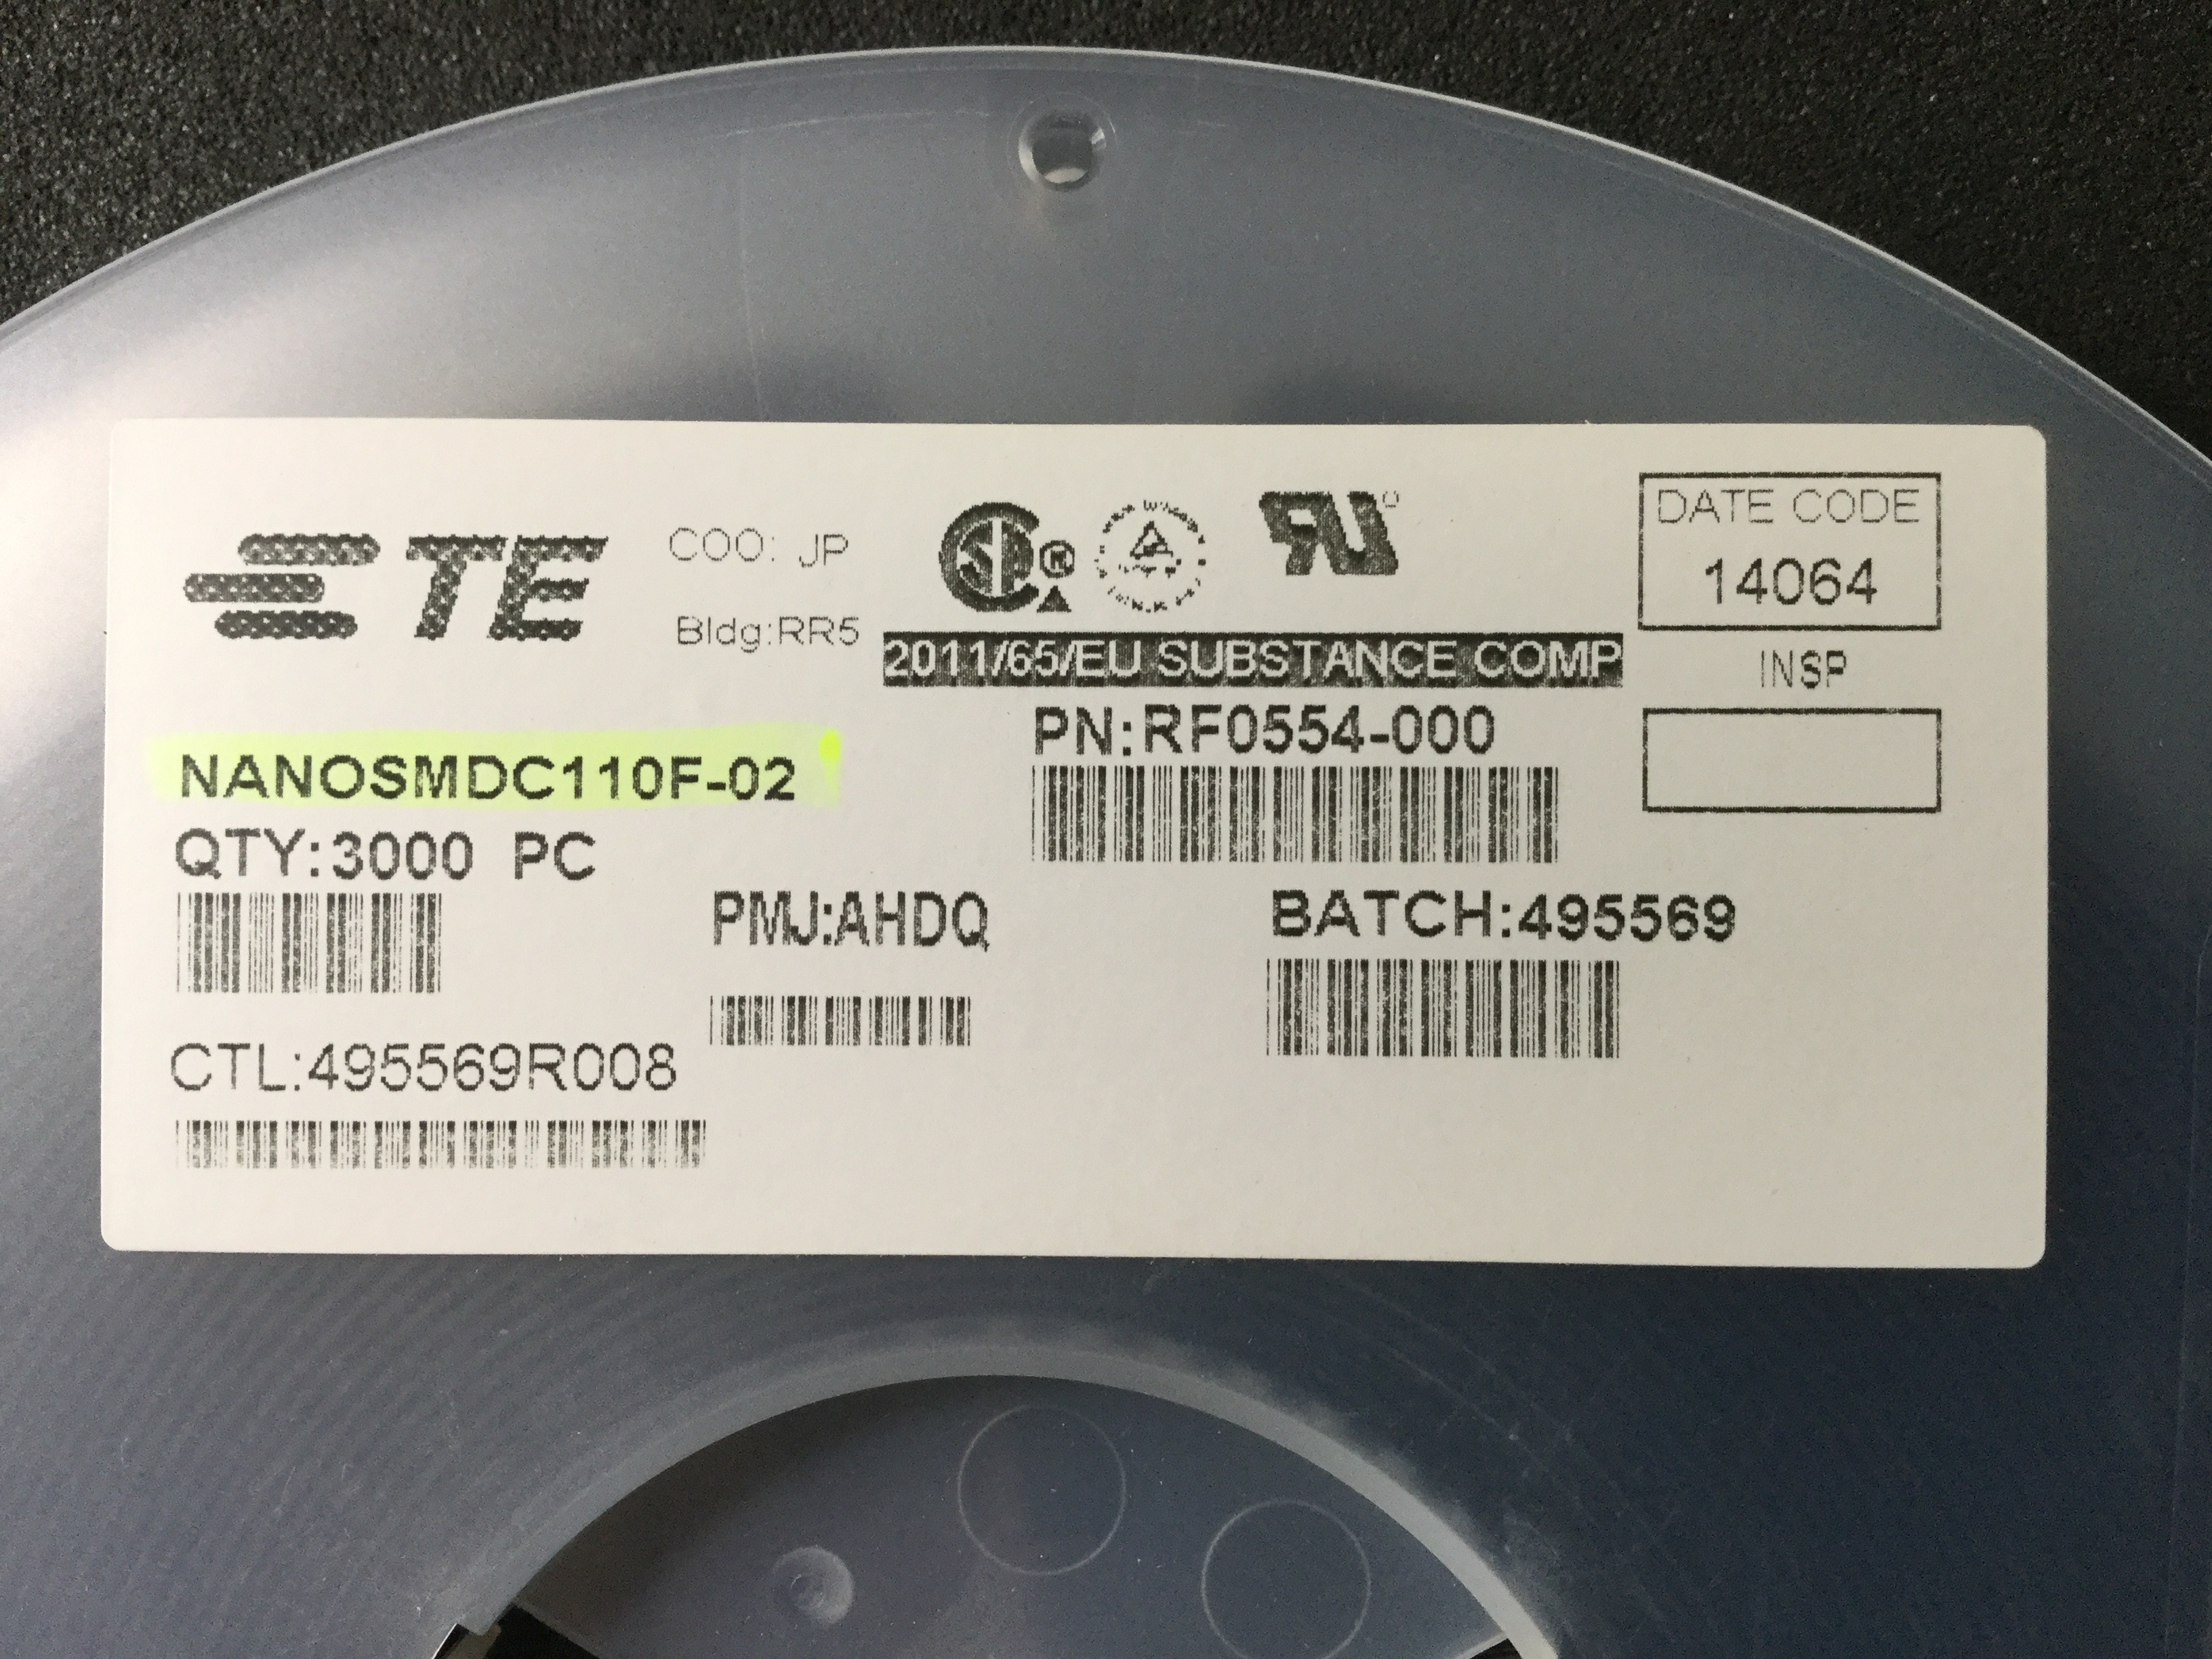 TE
COO: JP
Bldg:RR5
2011/65/EU SUBSTANCE COMP
DATE CODE
14064
INSP
NANOSMDC110F-02
PN:RF0554-000
QTY:3000 PC
PMJ:AHDQ
BATCH:495569
CTL:495569R008